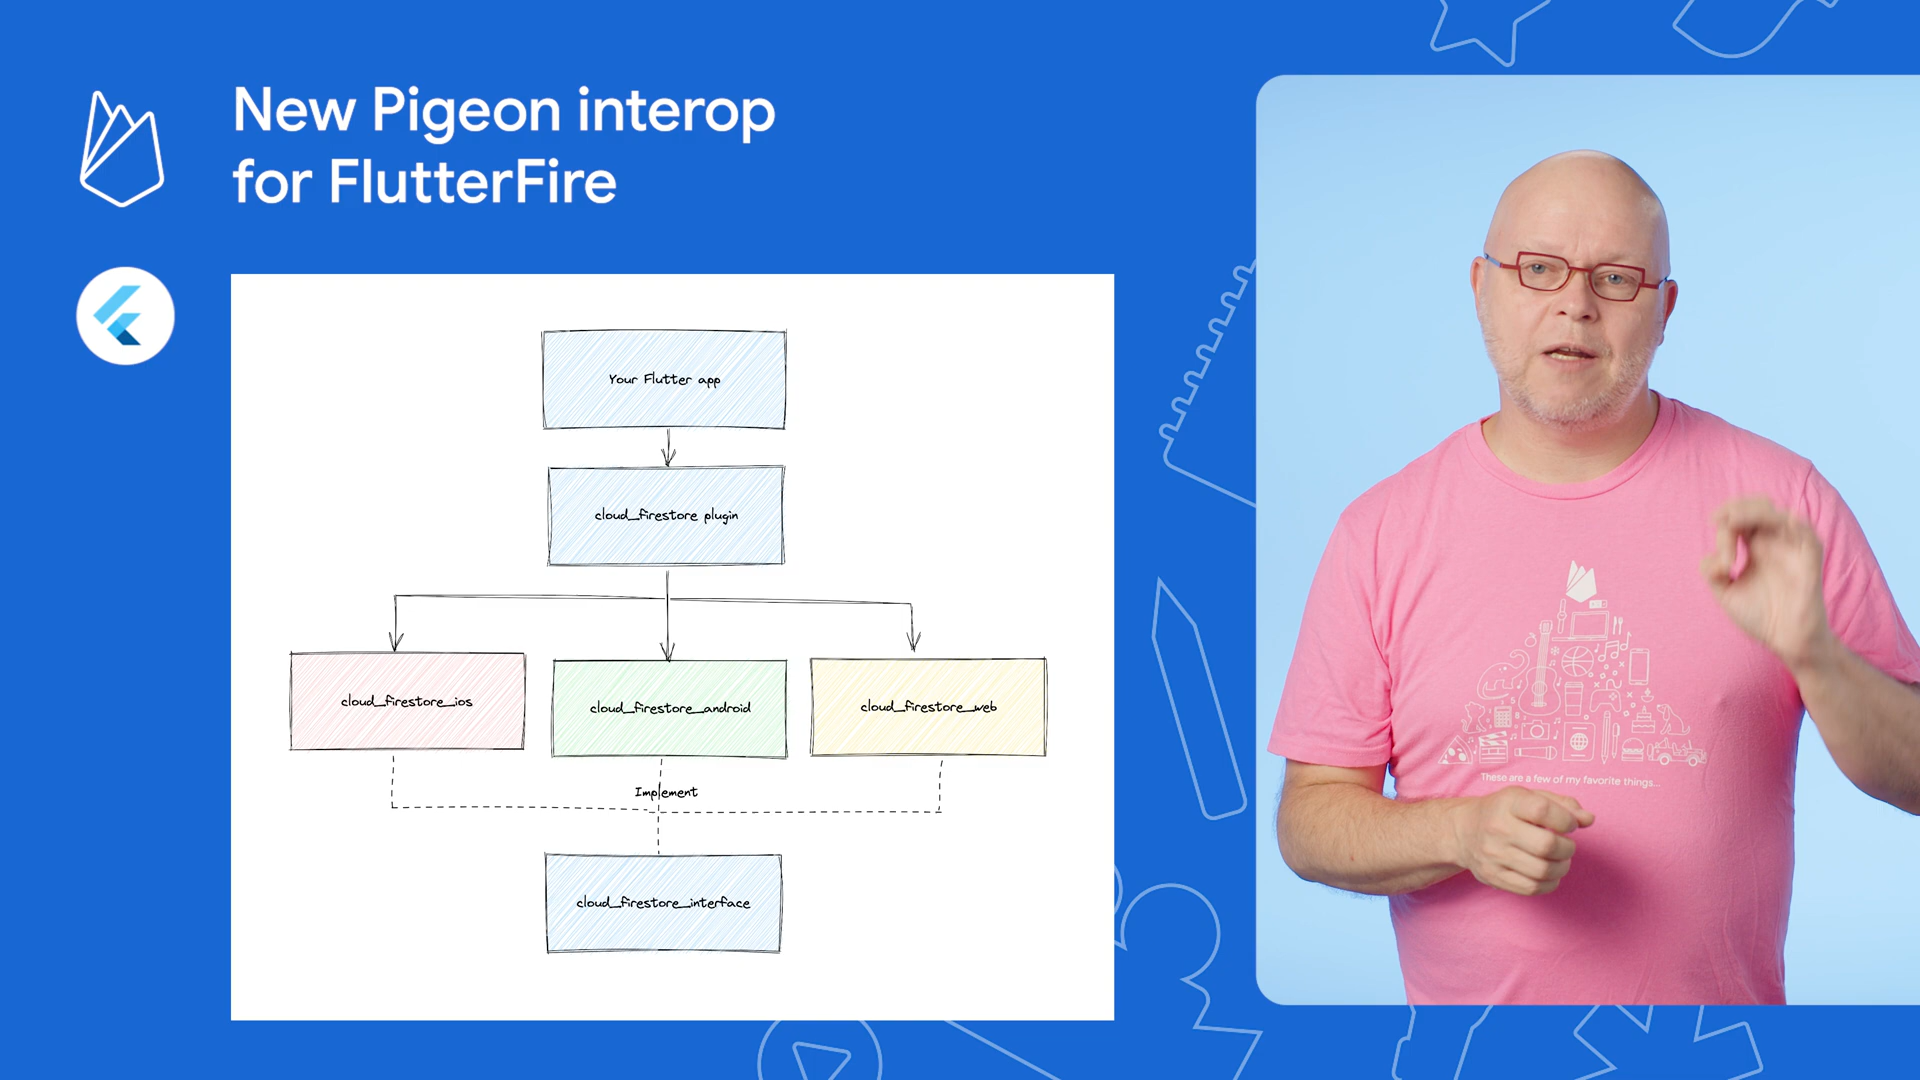 New Pigeon interop
for FlutterFire
Your Flutter app
cloud_firestore plugin
cloud_firestore_ios
cloud_firestore_android
cloud_firestore_web
Implement
cloud_firestore_interface
These are a few of my favorite things...